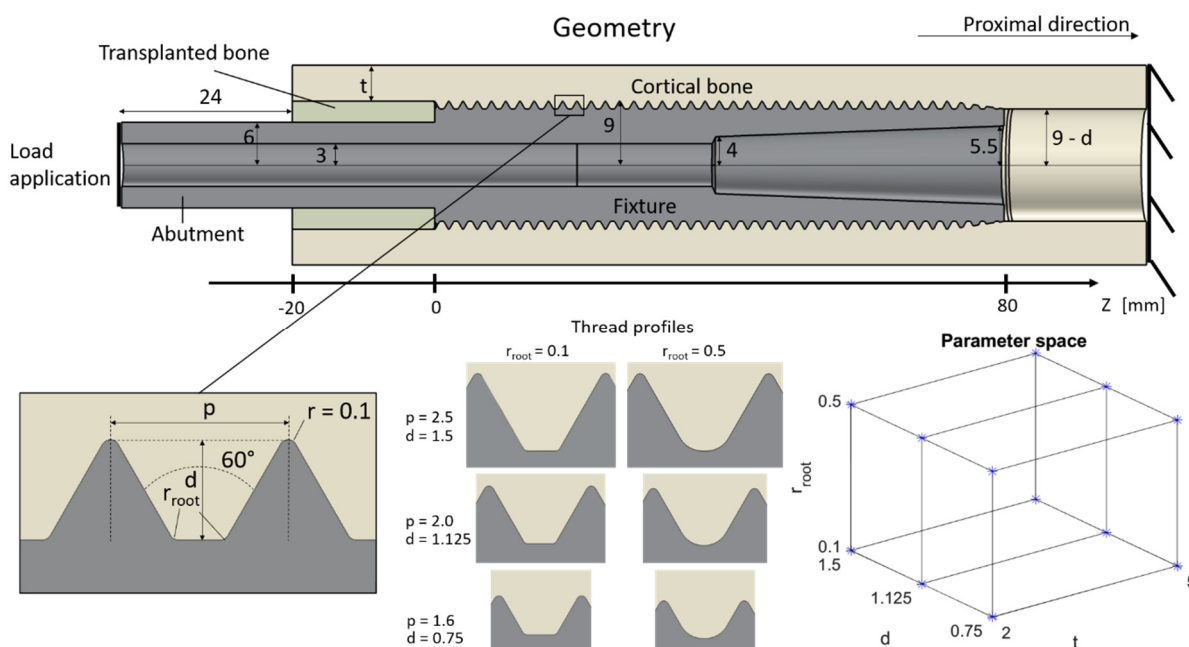 Geometry
Proximal direction
Transplanted bone
t
Cortical bone
24
6
9
9 - d
3
4
5.5
Load
application
Fixture
Abutment
-20
0
80
Z [mm]
Thread profiles
r_root = 0.1
r_root = 0.5
p = 2.5
d = 1.5
p = 2.0
d = 1.125
p = 1.6
d = 0.75
p
r = 0.1
60°
d
r_root
Parameter space
0.5
r_root
0.1
1.5
1.125
0.75
2
d
t